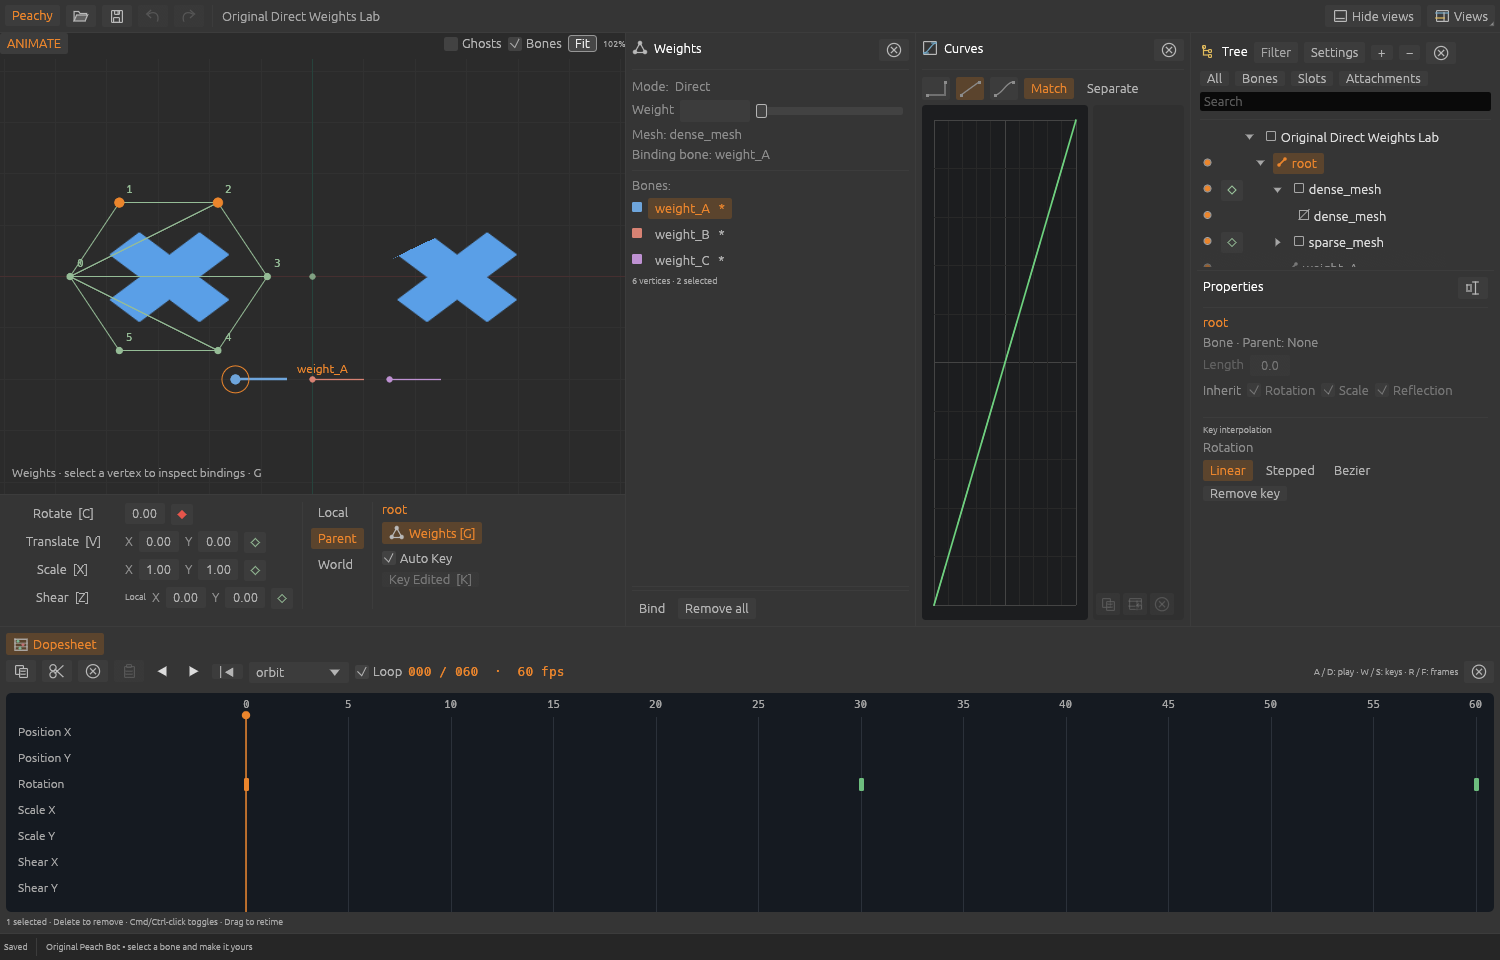 Peachy
Original Direct Weights Lab
Hide views
Views
ANIMATE
Ghosts
Bones
Fit
102%
1
2
0
3
5
4
weight_A
Weights · select a vertex to inspect bindings · G
Weights
Mode: Direct
Weight
Mesh: dense_mesh
Binding bone: weight_A
Bones:
weight_A *
weight_B *
weight_C *
6 vertices · 2 selected
Bind
Remove all
Curves
Match
Separate
Tree
Filter
Settings
+
−
All
Bones
Slots
Attachments
Search
Original Direct Weights Lab
root
dense_mesh
dense_mesh
sparse_mesh
weight_A
Properties
root
Bone · Parent: None
Length 0.0
Inherit Rotation Scale Reflection
Key interpolation
Rotation
Linear Stepped Bezier
Remove key
Rotate [C] 0.00
Translate [V] X 0.00 Y 0.00
Scale [X] X 1.00 Y 1.00
Shear [Z] Local X 0.00 Y 0.00
Local
Parent
World
root
Weights [G]
Auto Key
Key Edited [K]
Dopesheet
orbit
Loop 000 / 060 · 60 fps
A / D: play · W / S: keys · R / F: frames
0 5 10 15 20 25 30 35 40 45 50 55 60
Position X
Position Y
Rotation
Scale X
Scale Y
Shear X
Shear Y
1 selected · Delete to remove · Cmd/Ctrl-click toggles · Drag to retime
Saved
Original Peach Bot • select a bone and make it yours